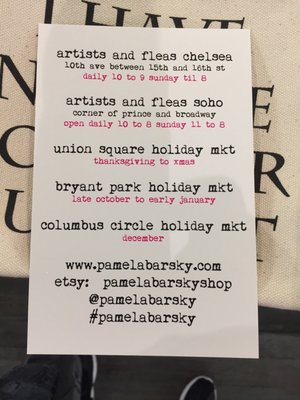 I HAVE
artists and fleas chelsea
10th ave between 15th and 16th st
daily 10 to 9 sunday til 8
artists and fleas soho
corner of prince and broadway
open daily 10 to 8 sunday 11 to 8
union square holiday mkt
thanksgiving to xmas
bryant park holiday mkt
late october to early january
columbus circle holiday mkt
december
www.pamelabarsky.com
etsy: pamelabarskyshop
@pamelabarsky
#pamelabarsky